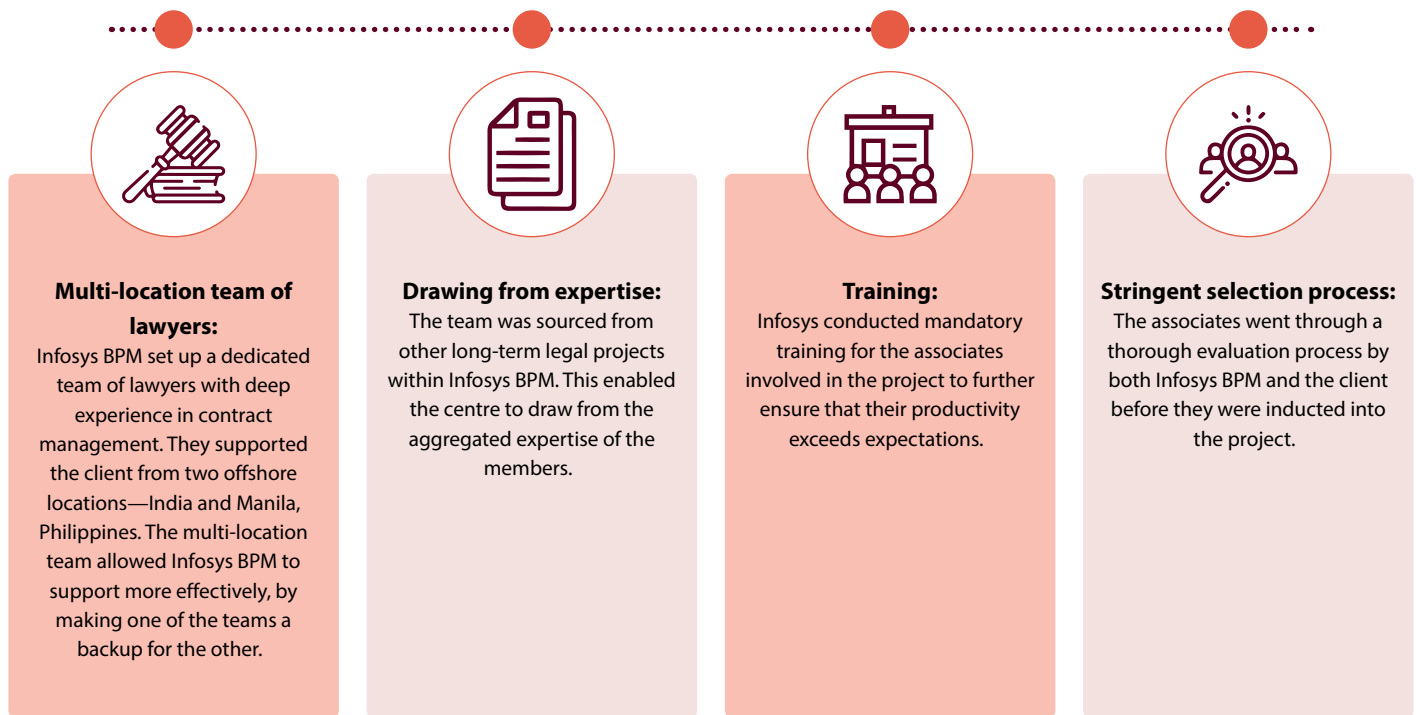 Multi-location team of
lawyers:
Infosys BPM set up a dedicated
team of lawyers with deep
experience in contract
management. They supported
the client from two offshore
locations—India and Manila,
Philippines. The multi-location
team allowed Infosys BPM to
support more effectively, by
making one of the teams a
backup for the other.
Drawing from expertise:
The team was sourced from
other long-term legal projects
within Infosys BPM. This enabled
the centre to draw from the
aggregated expertise of the
members.
Training:
Infosys conducted mandatory
training for the associates
involved in the project to further
ensure that their productivity
exceeds expectations.
Stringent selection process:
The associates went through a
thorough evaluation process by
both Infosys BPM and the client
before they were inducted into
the project.